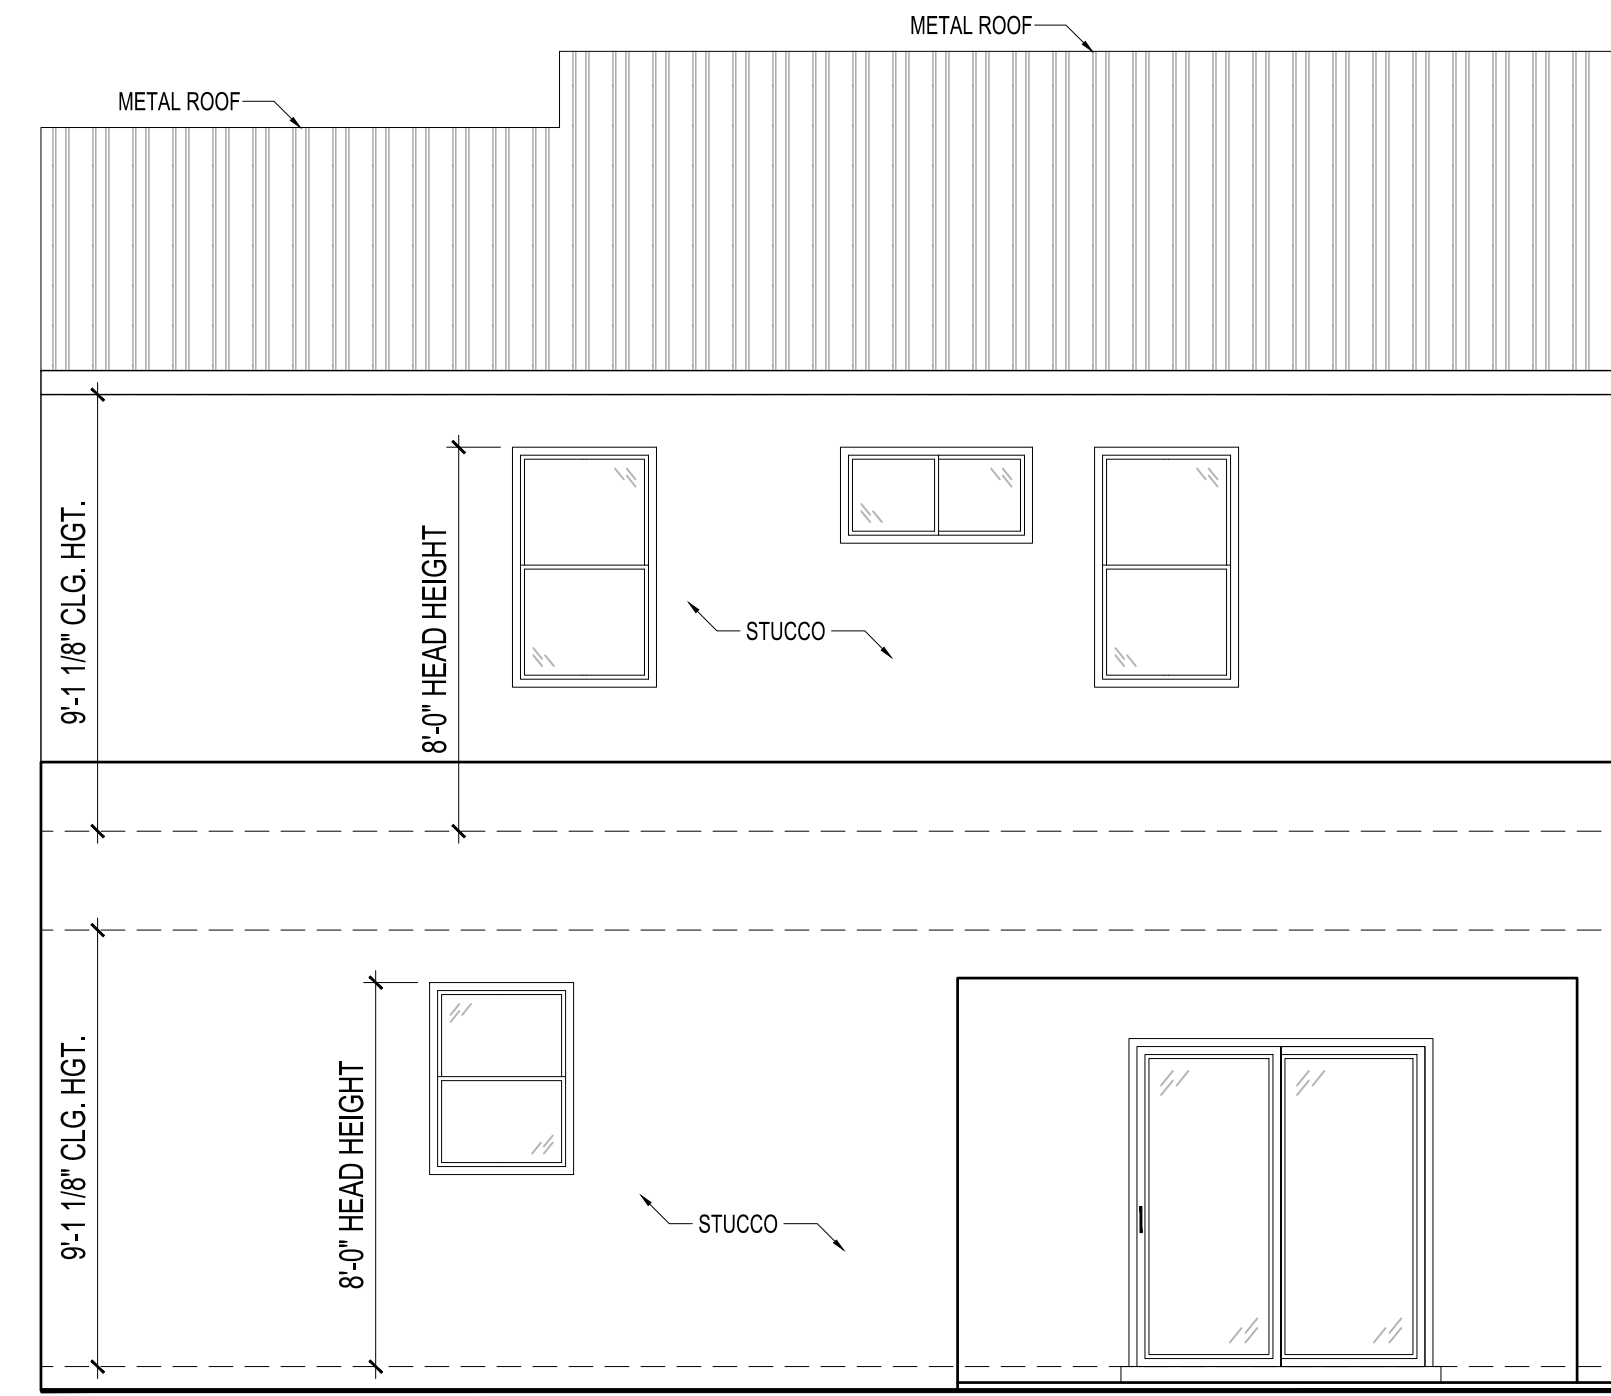 METAL ROOF
METAL ROOF
9'-1 1/8" CLG. HGT.
8'-0" HEAD HEIGHT
STUCCO
9'-1 1/8" CLG. HGT.
8'-0" HEAD HEIGHT
STUCCO